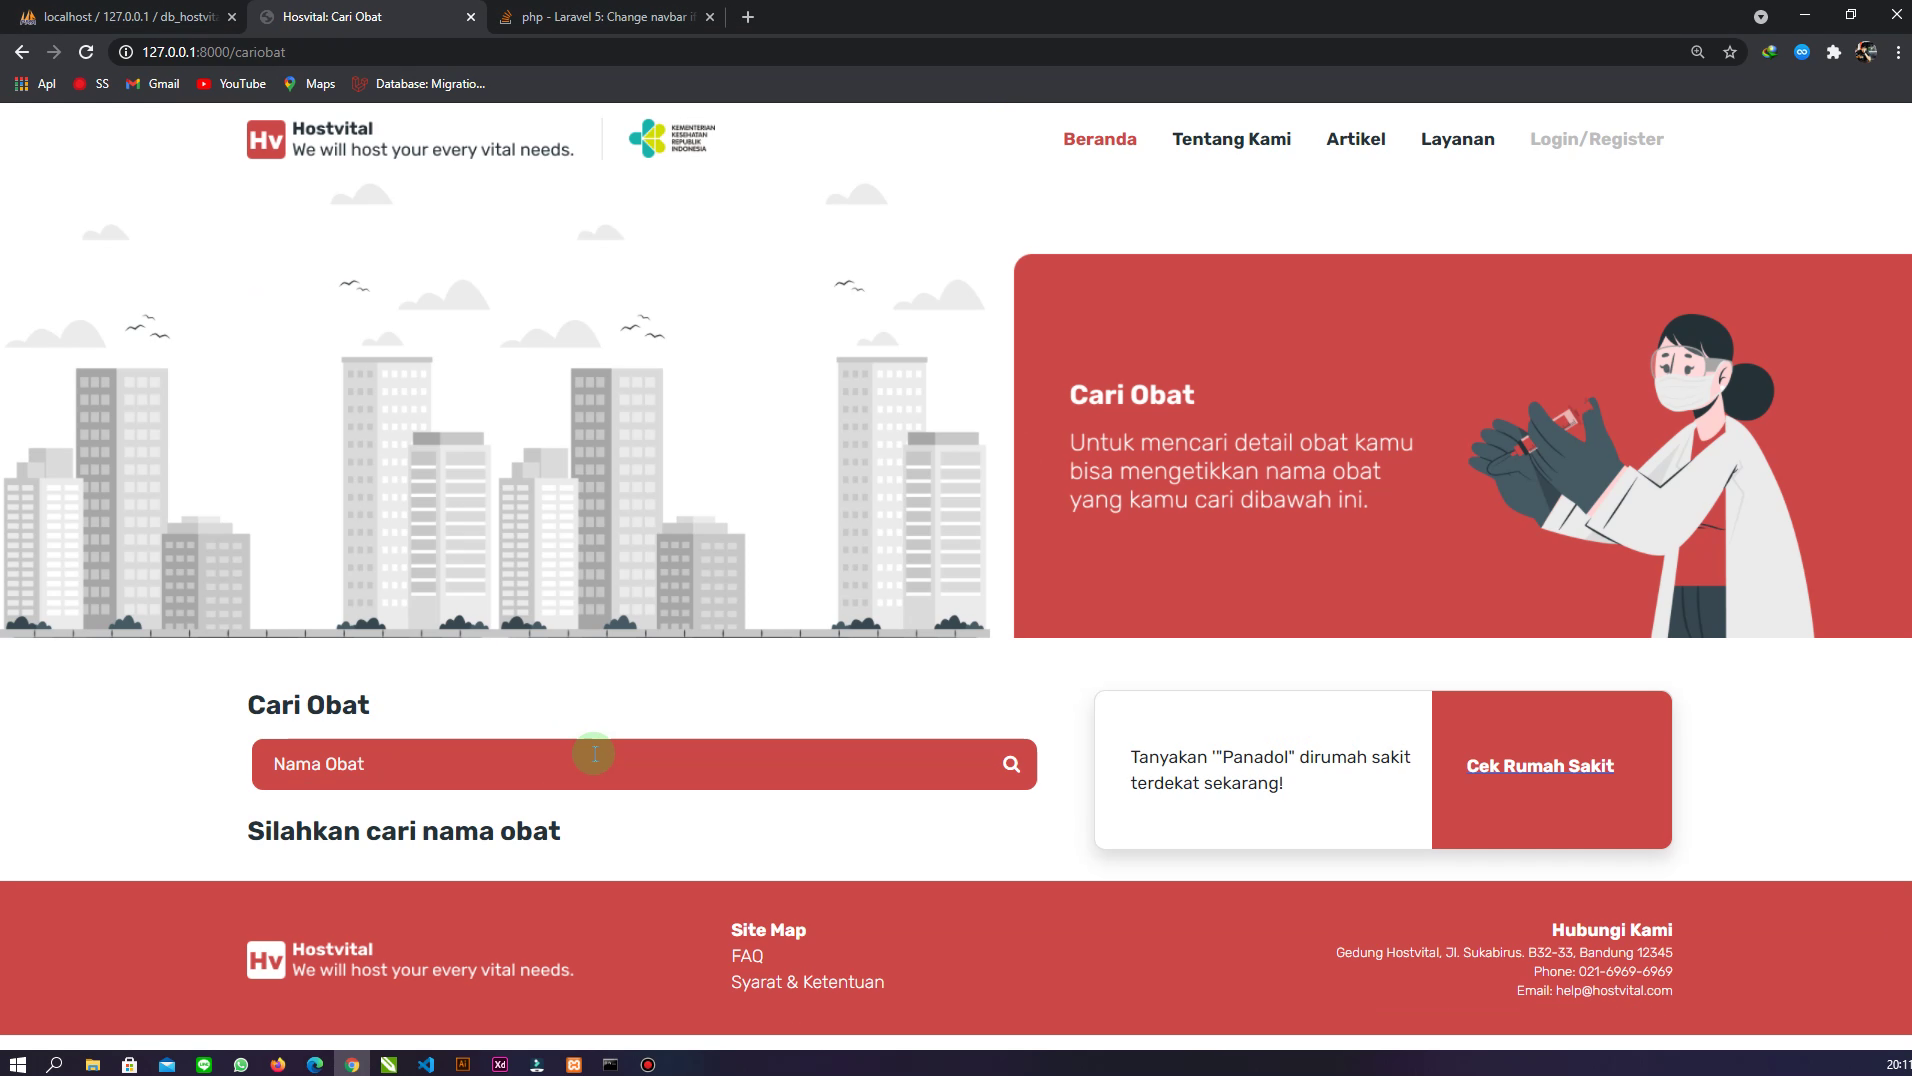 localhost / 127.0.0.1 / db_hostvit
Hosvital: Cari Obat
php - Laravel 5: Change navbar if
127.0.0.1:8000/cariobat
Apl
SS
Gmail
YouTube
Maps
Database: Migratio...
Hv
Hostvital
We will host your every vital needs.
KEMENTERIAN
KESEHATAN
REPUBLIK
INDONESIA
Beranda
Tentang Kami
Artikel
Layanan
Login/Register
Cari Obat
Untuk mencari detail obat kamu
bisa mengetikkan nama obat
yang kamu cari dibawah ini.
Cari Obat
Nama Obat
Silahkan cari nama obat
Tanyakan '"Panadol" dirumah sakit
terdekat sekarang!
Cek Rumah Sakit
Hv
Hostvital
We will host your every vital needs.
Site Map
FAQ
Syarat & Ketentuan
Hubungi Kami
Gedung Hostvital, Jl. Sukabirus. B32-33, Bandung 12345
Phone: 021-6969-6969
Email: help@hostvital.com
Ai
Xd
20:11